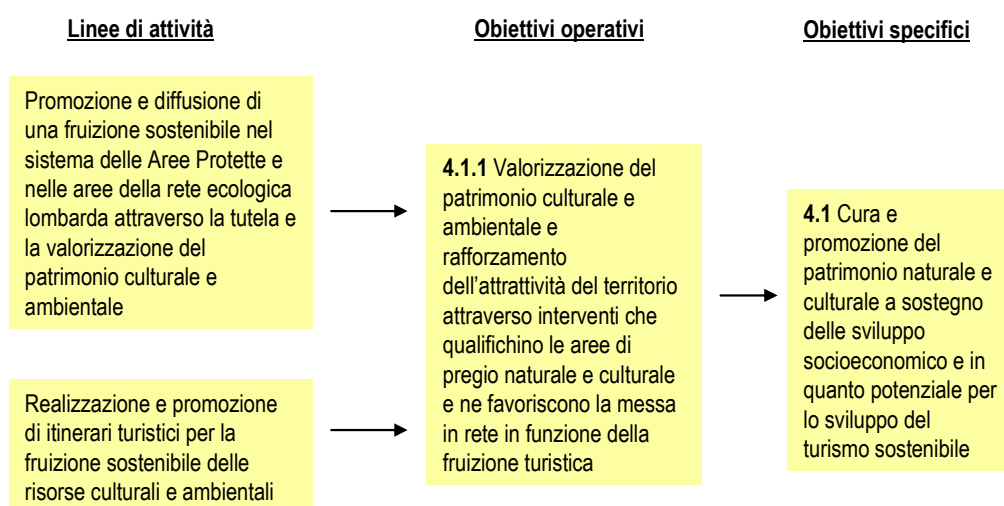 Linee di attività
Obiettivi operativi
Obiettivi specifici
Promozione e diffusione di
una fruizione sostenibile nel
sistema delle Aree Protette e
nelle aree della rete ecologica
lombarda attraverso la tutela e
la valorizzazione del
patrimonio culturale e
ambientale
Realizzazione e promozione
di itinerari turistici per la
fruizione sostenibile delle
risorse culturali e ambientali
4.1.1 Valorizzazione del
patrimonio culturale e
ambientale e
rafforzamento
dell’attrattività del territorio
attraverso interventi che
qualifichino le aree di
pregio naturale e culturale
e ne favoriscono la messa
in rete in funzione della
fruizione turistica
4.1 Cura e
promozione del
patrimonio naturale e
culturale a sostegno
delle sviluppo
socioeconomico e in
quanto potenziale per
lo sviluppo del
turismo sostenibile